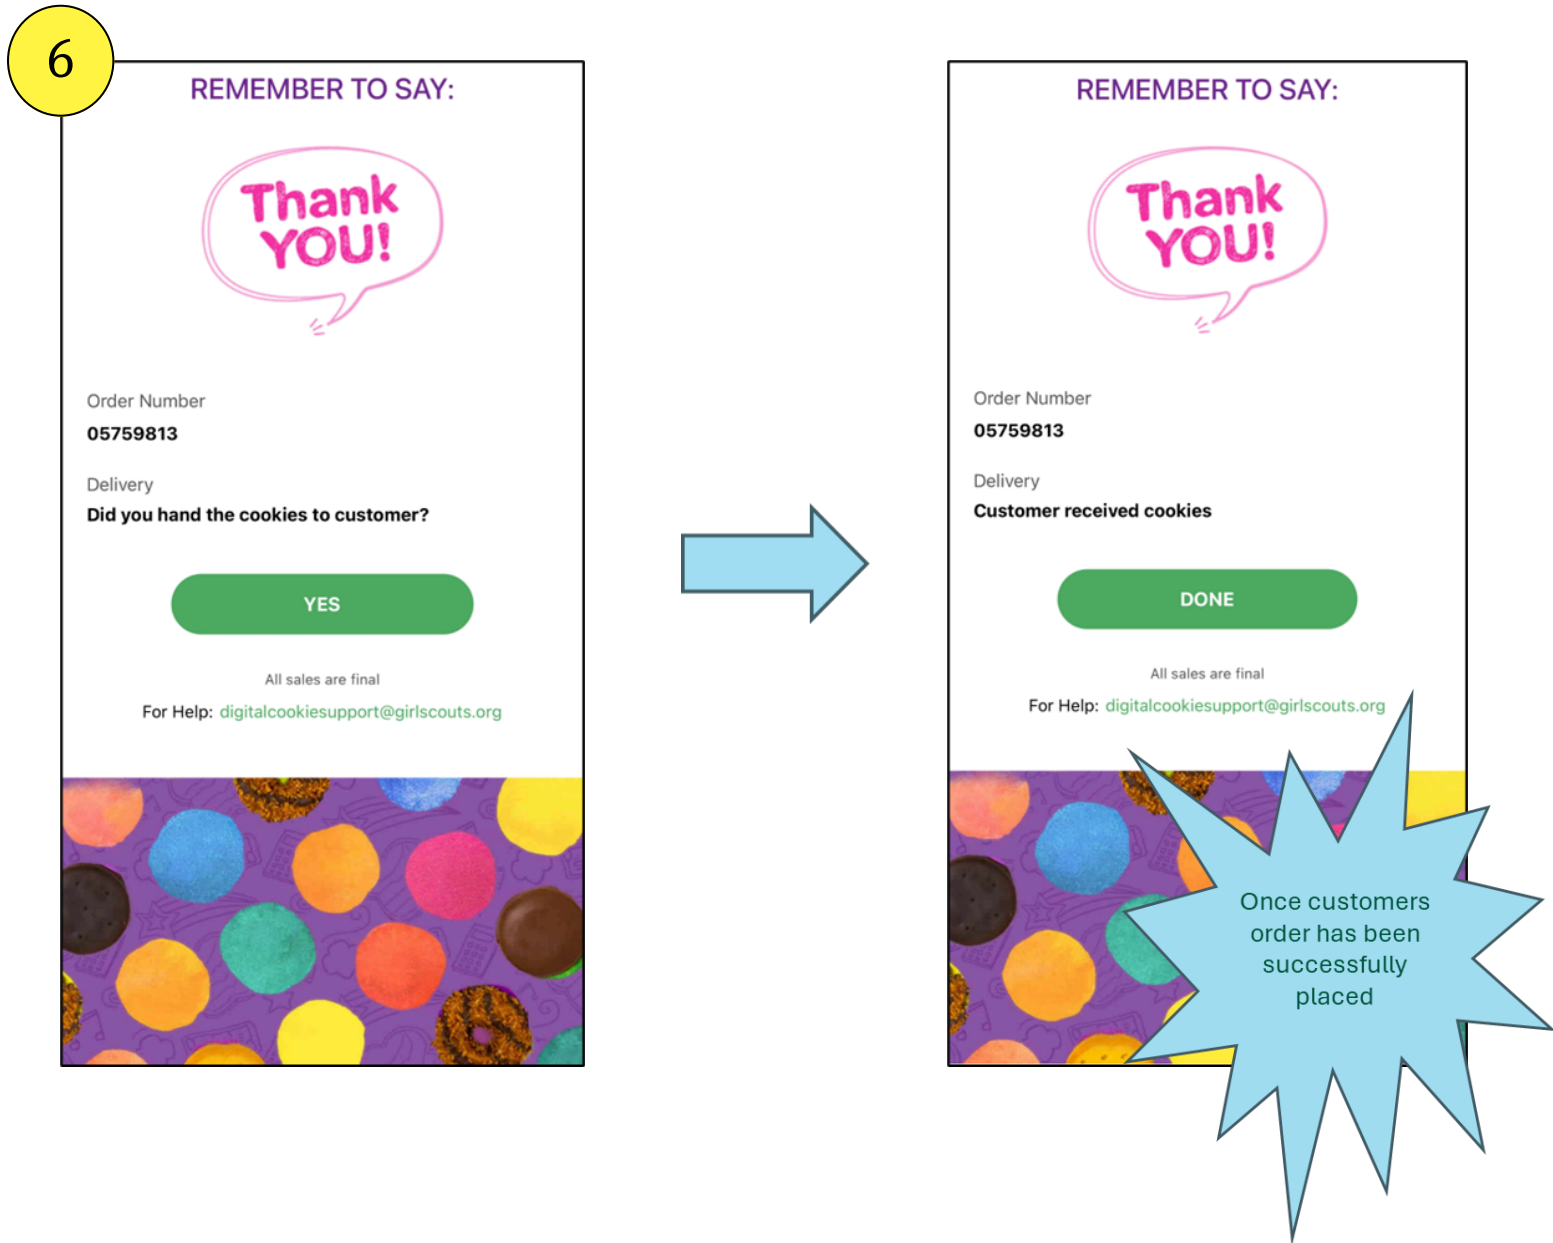 6
REMEMBER TO SAY:
Thank
YOU!
Order Number
05759813
Delivery
Did you hand the cookies to customer?
YES
All sales are final
For Help: digitalcookiesupport@girlscouts.org
REMEMBER TO SAY:
Thank
YOU!
Order Number
05759813
Delivery
Customer received cookies
DONE
All sales are final
For Help: digitalcookiesupport@girlscouts.org
Once customers
order has been
successfully
placed